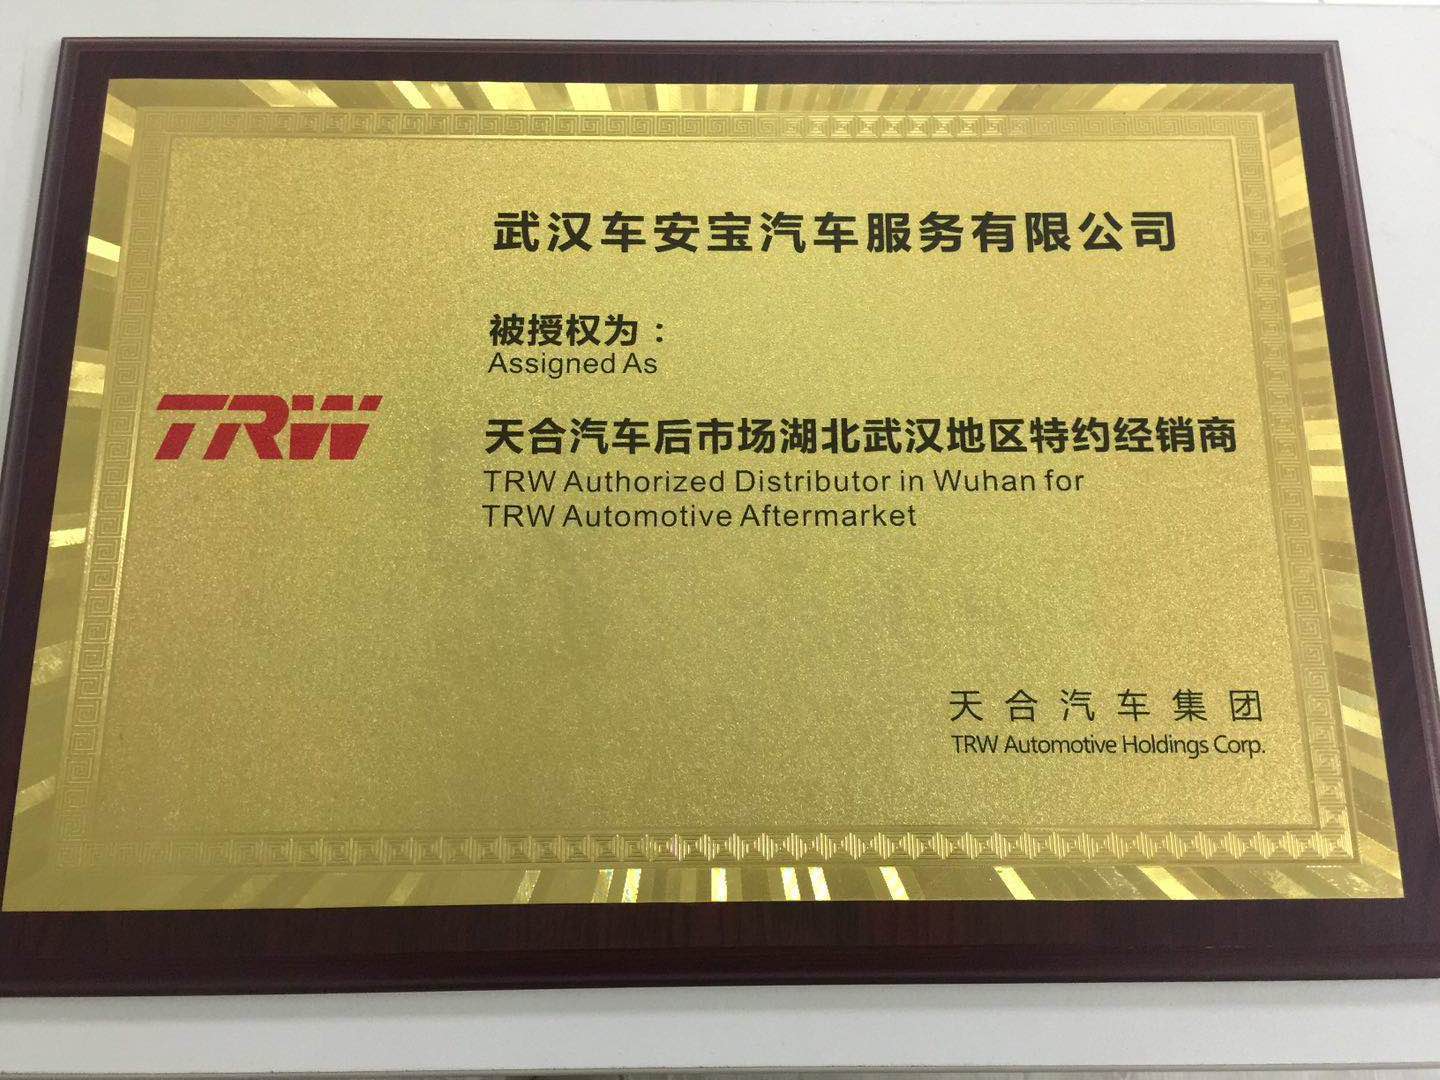 武汉车安宝汽车服务有限公司
被授权为：
Assigned As
TRW
天合汽车后市场湖北武汉地区特约经销商
TRW Authorized Distributor in Wuhan for
TRW Automotive Aftermarket
天合汽车集团
TRW Automotive Holdings Corp.